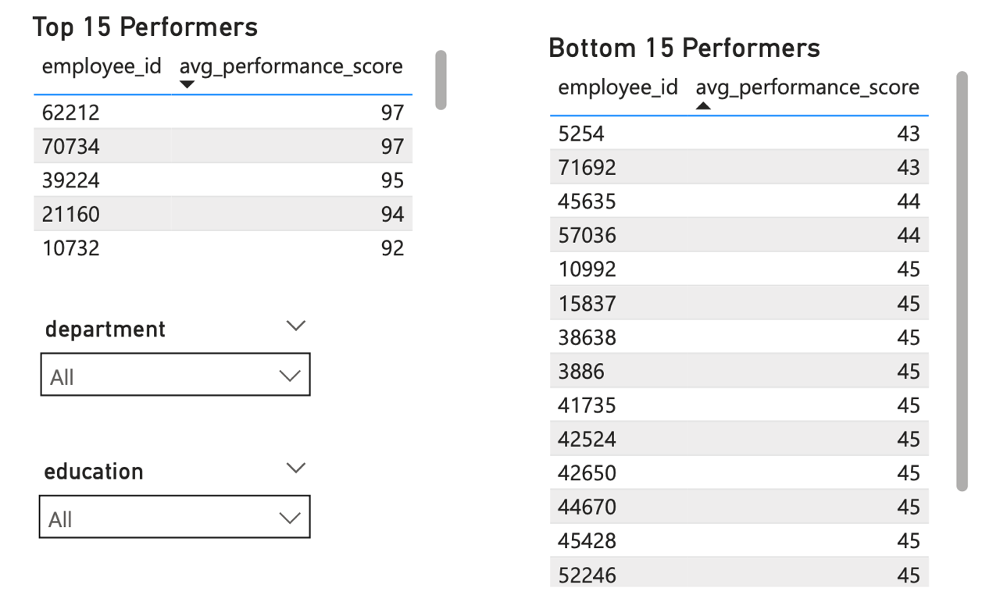 Top 15 Performers
employee_id avg_performance_score
62212 97
70734 97
39224 95
21160 94
10732 92
department
All
education
All
Bottom 15 Performers
employee_id avg_performance_score
5254 43
71692 43
45635 44
57036 44
10992 45
15837 45
38638 45
3886 45
41735 45
42524 45
42650 45
44670 45
45428 45
52246 45